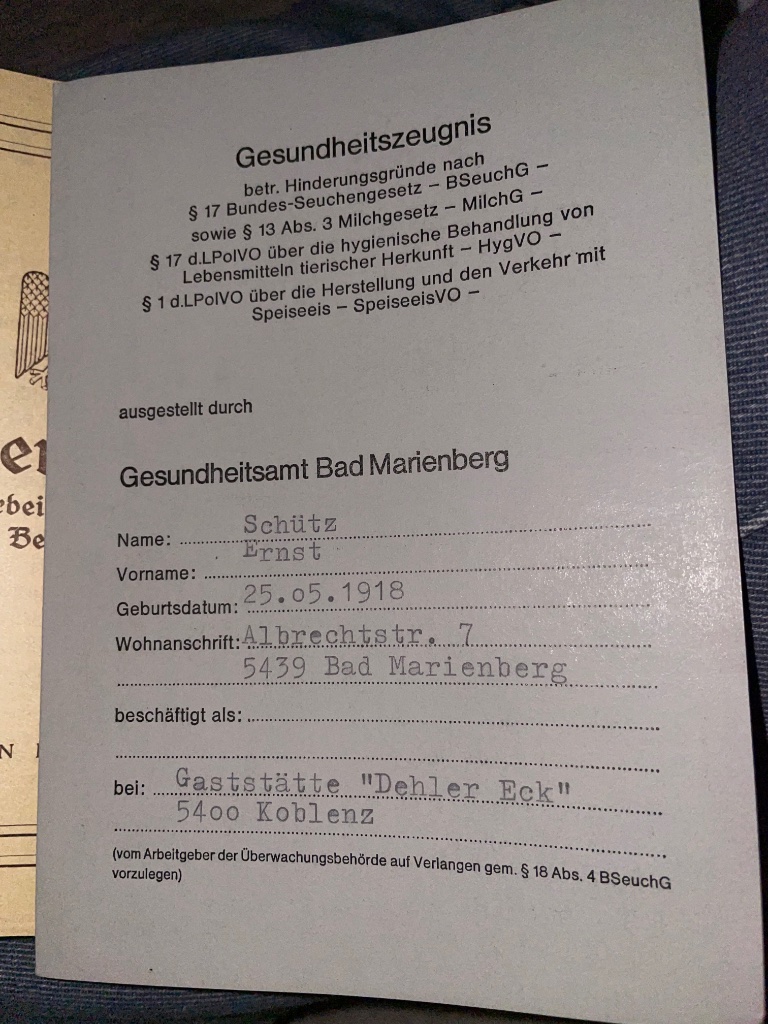 Gesundheitszeugnis
betr. Hinderungsgründe nach
§ 17 Bundes-Seuchengesetz – BSeuchG –
sowie § 13 Abs. 3 Milchgesetz – MilchG –
§ 17 d.LPolVO über die hygienische Behandlung von
Lebensmitteln tierischer Herkunft – HygVO –
§ 1 d.LPolVO über die Herstellung und den Verkehr mit
Speiseeis – SpeiseeisVO –
ausgestellt durch
Gesundheitsamt Bad Marienberg
Name: Schütz
Vorname: Ernst
Geburtsdatum: 25.o5.1918
Wohnanschrift: Albrechtstr. 7
5439 Bad Marienberg
beschäftigt als:
bei: Gaststätte "Dehler Eck"
54oo Koblenz
(vom Arbeitgeber der Überwachungsbehörde auf Verlangen gem. § 18 Abs. 4 BSeuchG
vorzulegen)